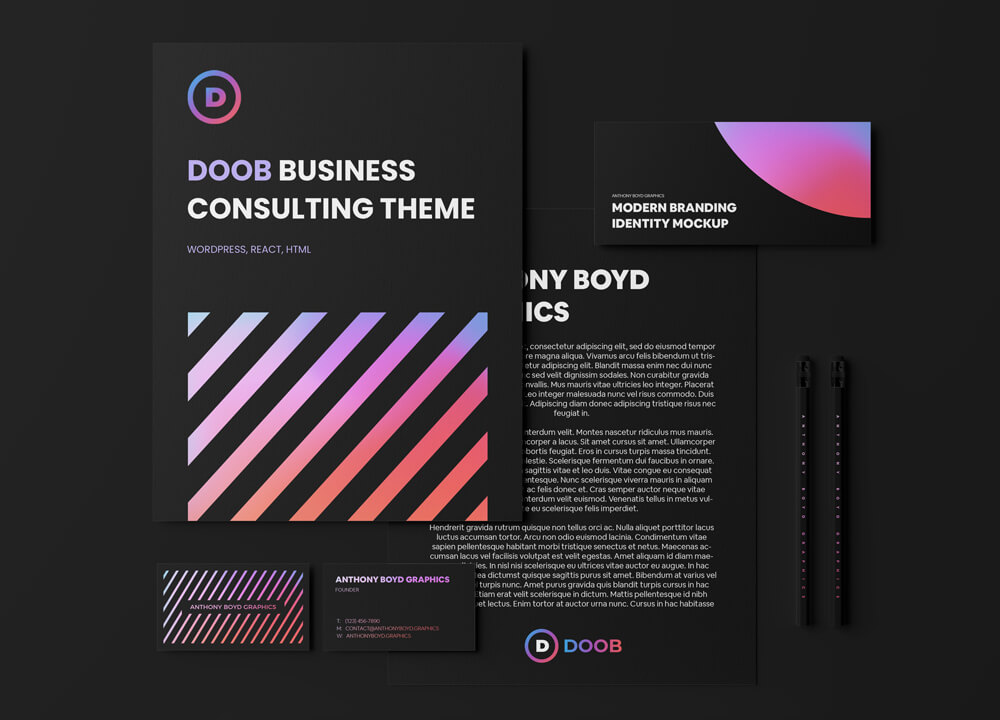 D
DOOB BUSINESS
CONSULTING THEME
WORDPRESS, REACT, HTML
ANTHONY BOYD GRAPHICS
MODERN BRANDING
IDENTITY MOCKUP
NY BOYD
ICS
, consectetur adipiscing elit, sed do eiusmod tempor
re magna aliqua. Vivamus arcu felis bibendum ut tris-
etur adipiscing elit. Blandit massa enim nec dui nunc
c sed velit dignissim sodales. Non curabitur gravida
nvallis. Mus mauris vitae ultricies leo integer. Placerat
leo integer malesuada nunc vel risus commodo. Duis
. Adipiscing diam donec adipiscing tristique risus nec
feugiat in.
nterdum velit. Montes nascetur ridiculus mus mauris.
mcorper a lacus. Sit amet cursus sit amet. Ullamcorper
bortis feugiat. Eros in cursus turpis massa tincidunt.
lestie. Scelerisque fermentum dui faucibus in ornare.
sagittis vitae et leo duis. Vitae congue eu consequat
entesque. Nunc scelerisque viverra mauris in aliquam
ac felis donec et. Cras semper auctor neque vitae
nterdum velit euismod. Venenatis tellus in metus vul-
e eu scelerisque felis imperdiet.
Hendrerit gravida rutrum quisque non tellus orci ac. Nulla aliquet porttitor lacus
luctus accumsan tortor. Arcu non odio euismod lacinia. Condimentum vitae
sapien pellentesque habitant morbi tristique senectus et netus. Maecenas ac-
cumsan lacus vel facilisis volutpat est velit egestas. Amet aliquam id diam mae-
ies. In nisl nisi scelerisque eu ultrices vitae auctor eu augue. In hac
ea dictumst quisque sagittis purus sit amet. Bibendum at varius vel
turpis nunc. Amet purus gravida quis blandit turpis cursus in hac
Etiam erat velit scelerisque in dictum. Mattis pellentesque id nibh
uet lectus. Enim tortor at auctor urna nunc. Cursus in hac habitasse
D DOOB
ANTHONY BOYD GRAPHICS
ANTHONY BOYD GRAPHICS
FOUNDER
T: (123) 456-7890
M: CONTACT@ANTHONYBOYD.GRAPHICS
W: ANTHONYBOYD.GRAPHICS
ANTHONY BOYD GRAPHICS
ANTHONY BOYD GRAPHICS